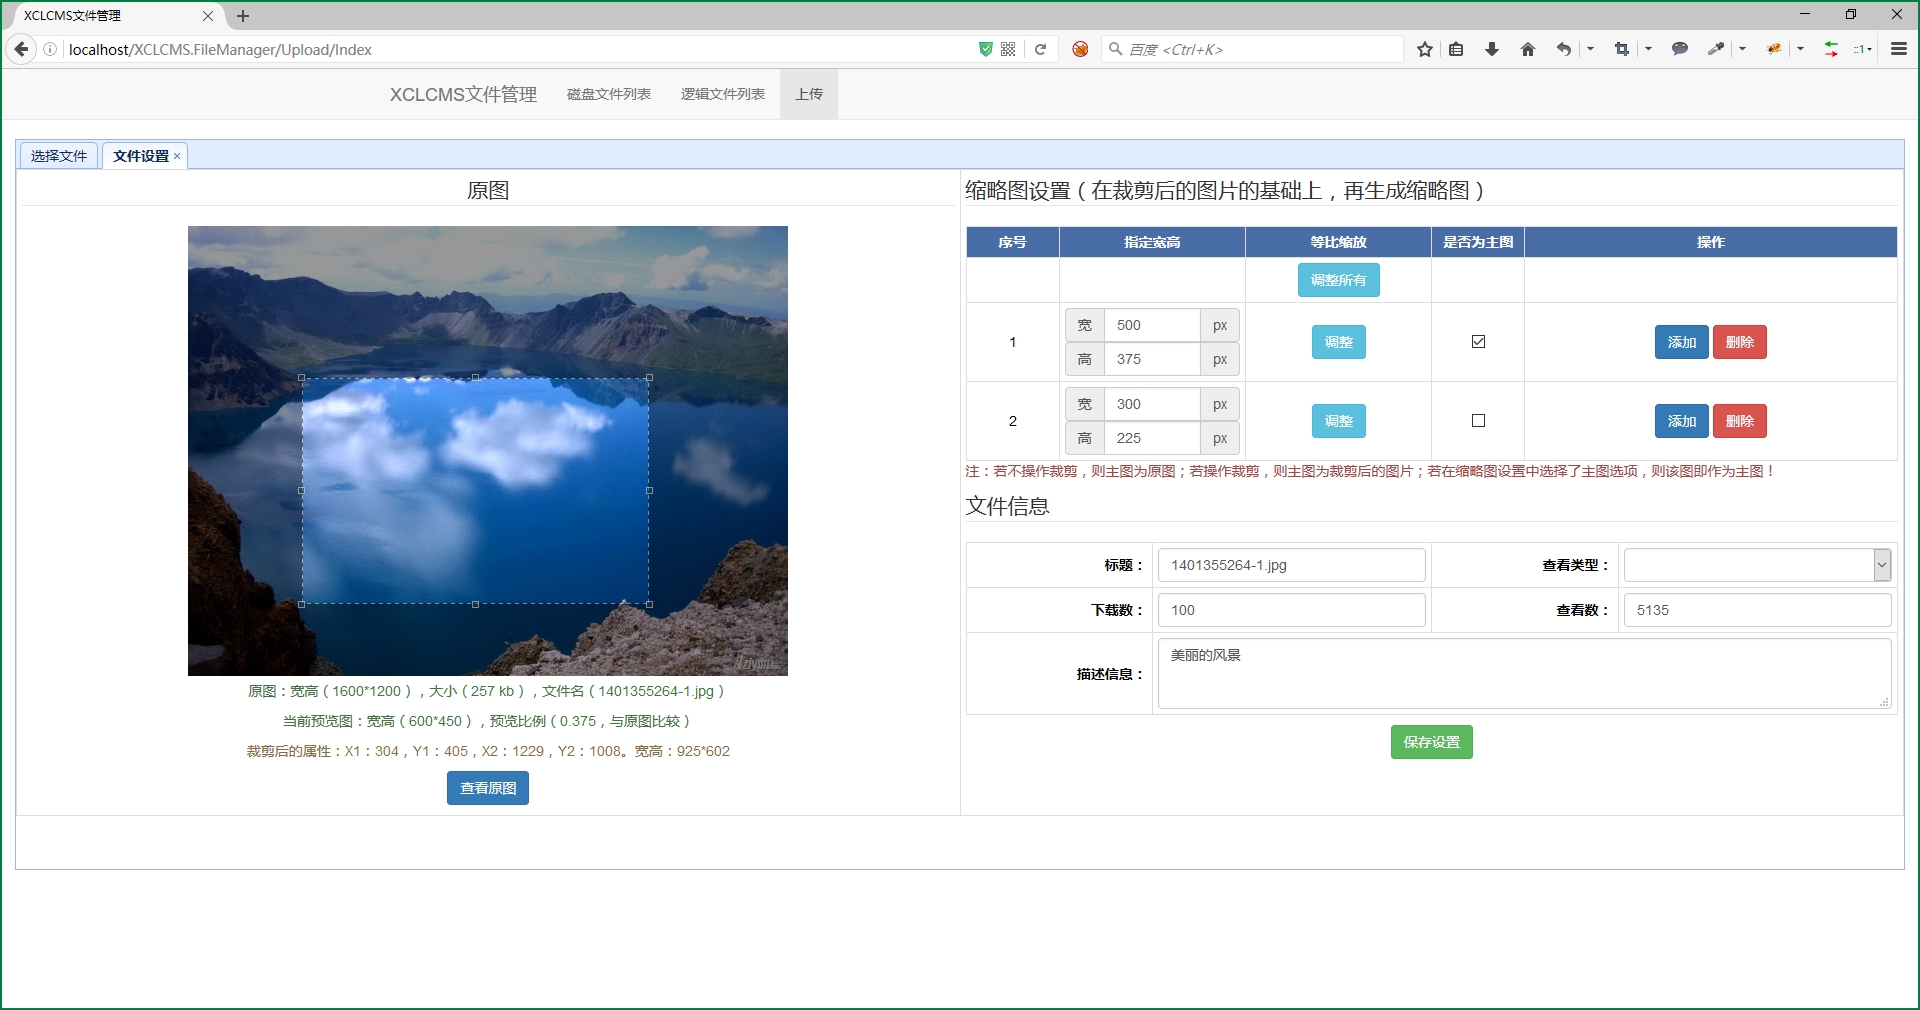 XCLCMS文件管理
localhost/XCLCMS.FileManager/Upload/Index
百度 <Ctrl+K>
::1
XCLCMS文件管理 磁盘文件列表 逻辑文件列表 上传
选择文件 文件设置 ×
原图
原图：宽高（1600*1200），大小（257 kb），文件名（1401355264-1.jpg）
当前预览图：宽高（600*450），预览比例（0.375，与原图比较）
裁剪后的属性：X1：304，Y1：405，X2：1229，Y2：1008。宽高：925*602
查看原图
缩略图设置（在裁剪后的图片的基础上，再生成缩略图）
序号 指定宽高 等比缩放 是否为主图 操作
调整所有
1 宽 500 px 高 375 px 调整 添加 删除
2 宽 300 px 高 225 px 调整 添加 删除
注：若不操作裁剪，则主图为原图；若操作裁剪，则主图为裁剪后的图片；若在缩略图设置中选择了主图选项，则该图即作为主图！
文件信息
标题： 1401355264-1.jpg 查看类型：
下载数： 100 查看数： 5135
描述信息： 美丽的风景
保存设置